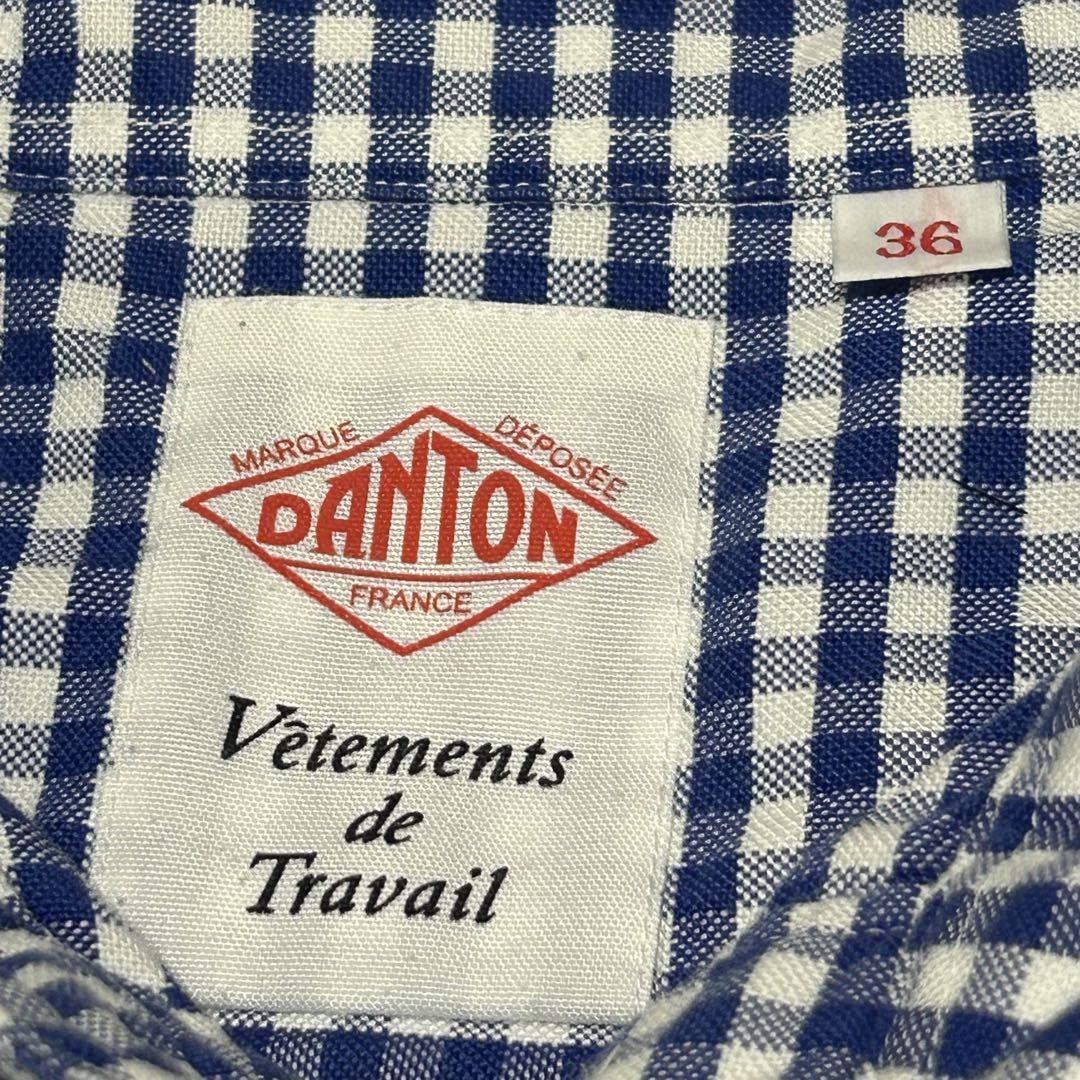 36
MARQUE DÉPOSÉE
DANTON
FRANCE
Vêtements
de
Travail